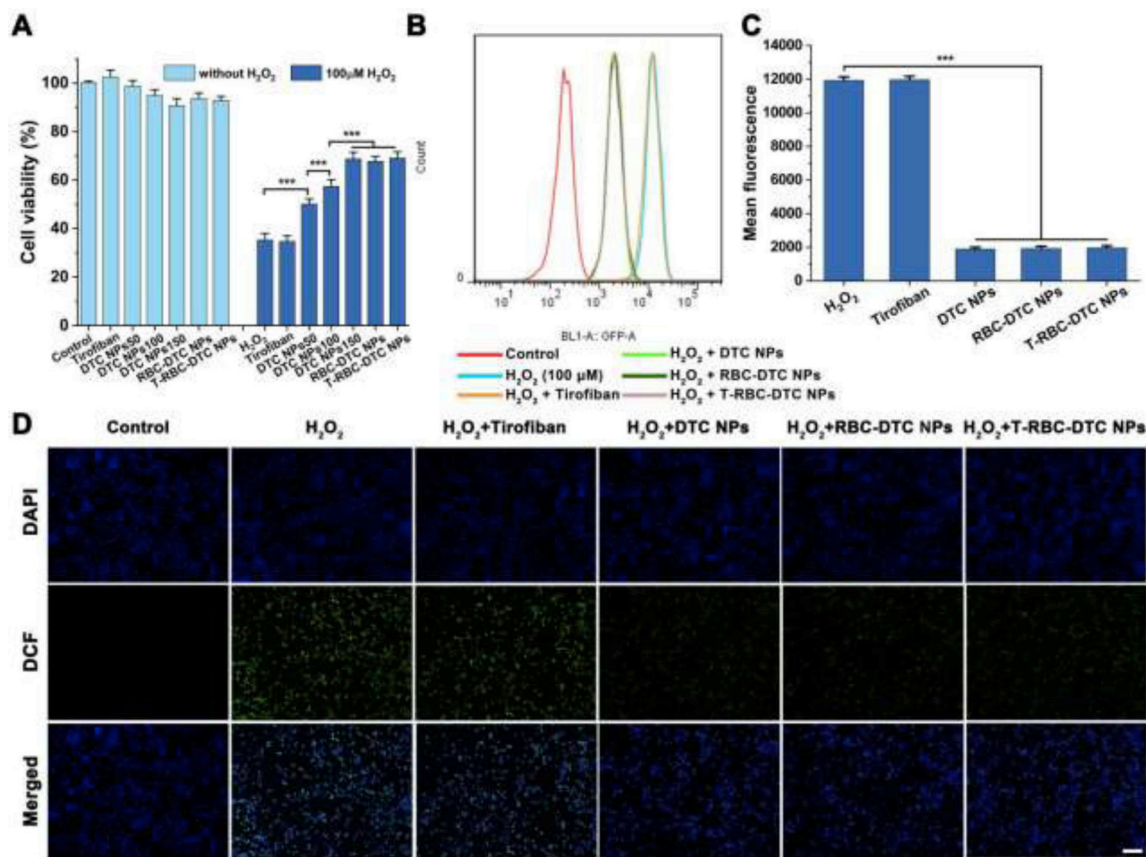 A
without H₂O₂
100μM H₂O₂
Cell viability (%)
100
80
60
40
20
0
***
***
***
Control
Tirofiban
DTC NPs50
DTC NPs100
DTC NPs150
RBC-DTC NPs
T-RBC-DTC NPs
H₂O₂
Tirofiban
DTC NPs50
DTC NPs100
DTC NPs150
RBC-DTC NPs
T-RBC-DTC NPs
B
Count
0
10¹ 10² 10³ 10⁴ 10⁵
BL1-A:: GFP-A
Control
H₂O₂ (100 μM)
H₂O₂ + Tirofiban
H₂O₂ + DTC NPs
H₂O₂ + RBC-DTC NPs
H₂O₂ + T-RBC-DTC NPs
C
Mean fluorescence
14000
12000
10000
8000
6000
4000
2000
0
***
H₂O₂
Tirofiban
DTC NPs
RBC-DTC NPs
T-RBC-DTC NPs
D
Control H₂O₂ H₂O₂+Tirofiban H₂O₂+DTC NPs H₂O₂+RBC-DTC NPs H₂O₂+T-RBC-DTC NPs
DAPI
DCF
Merged